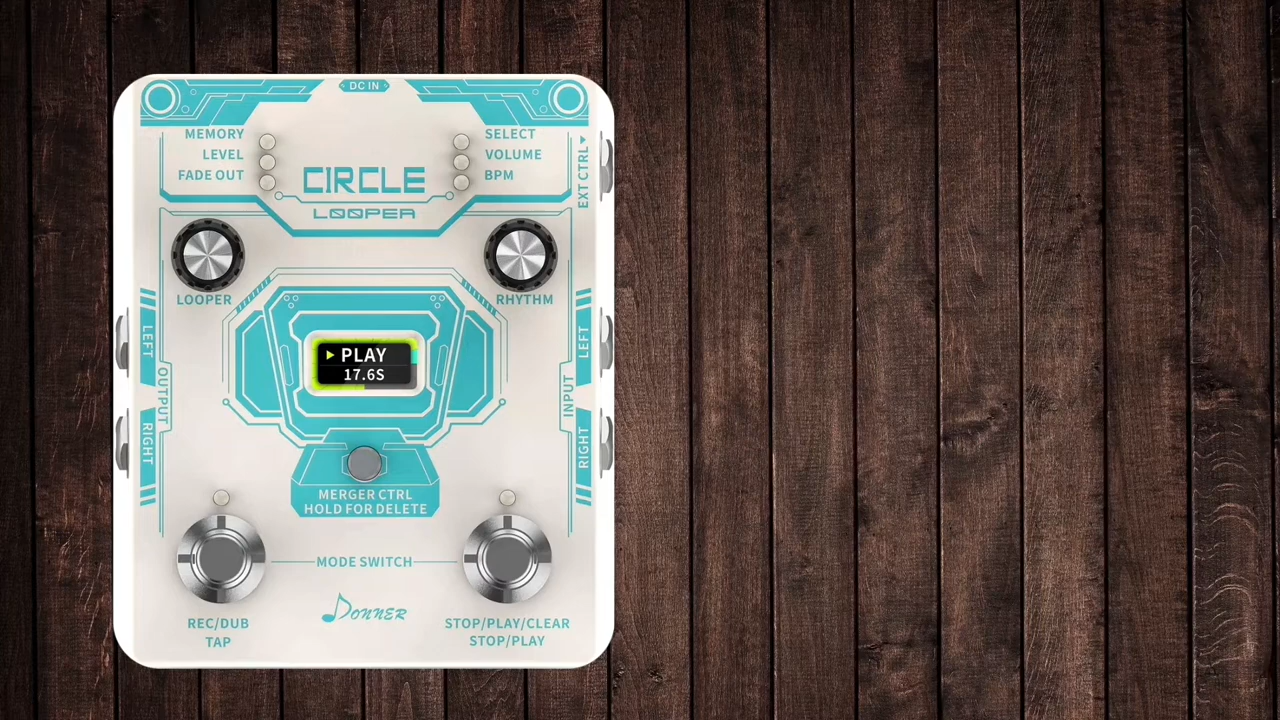 DC IN
MEMORY
LEVEL
FADE OUT
SELECT
VOLUME
BPM
EXT CTRL
CIRCLE
LOOPER
LOOPER
RHYTHM
LEFT
OUTPUT
RIGHT
LEFT
INPUT
RIGHT
PLAY
17.6S
MERGER CTRL
HOLD FOR DELETE
MODE SWITCH
DONNER
REC/DUB
TAP
STOP/PLAY/CLEAR
STOP/PLAY